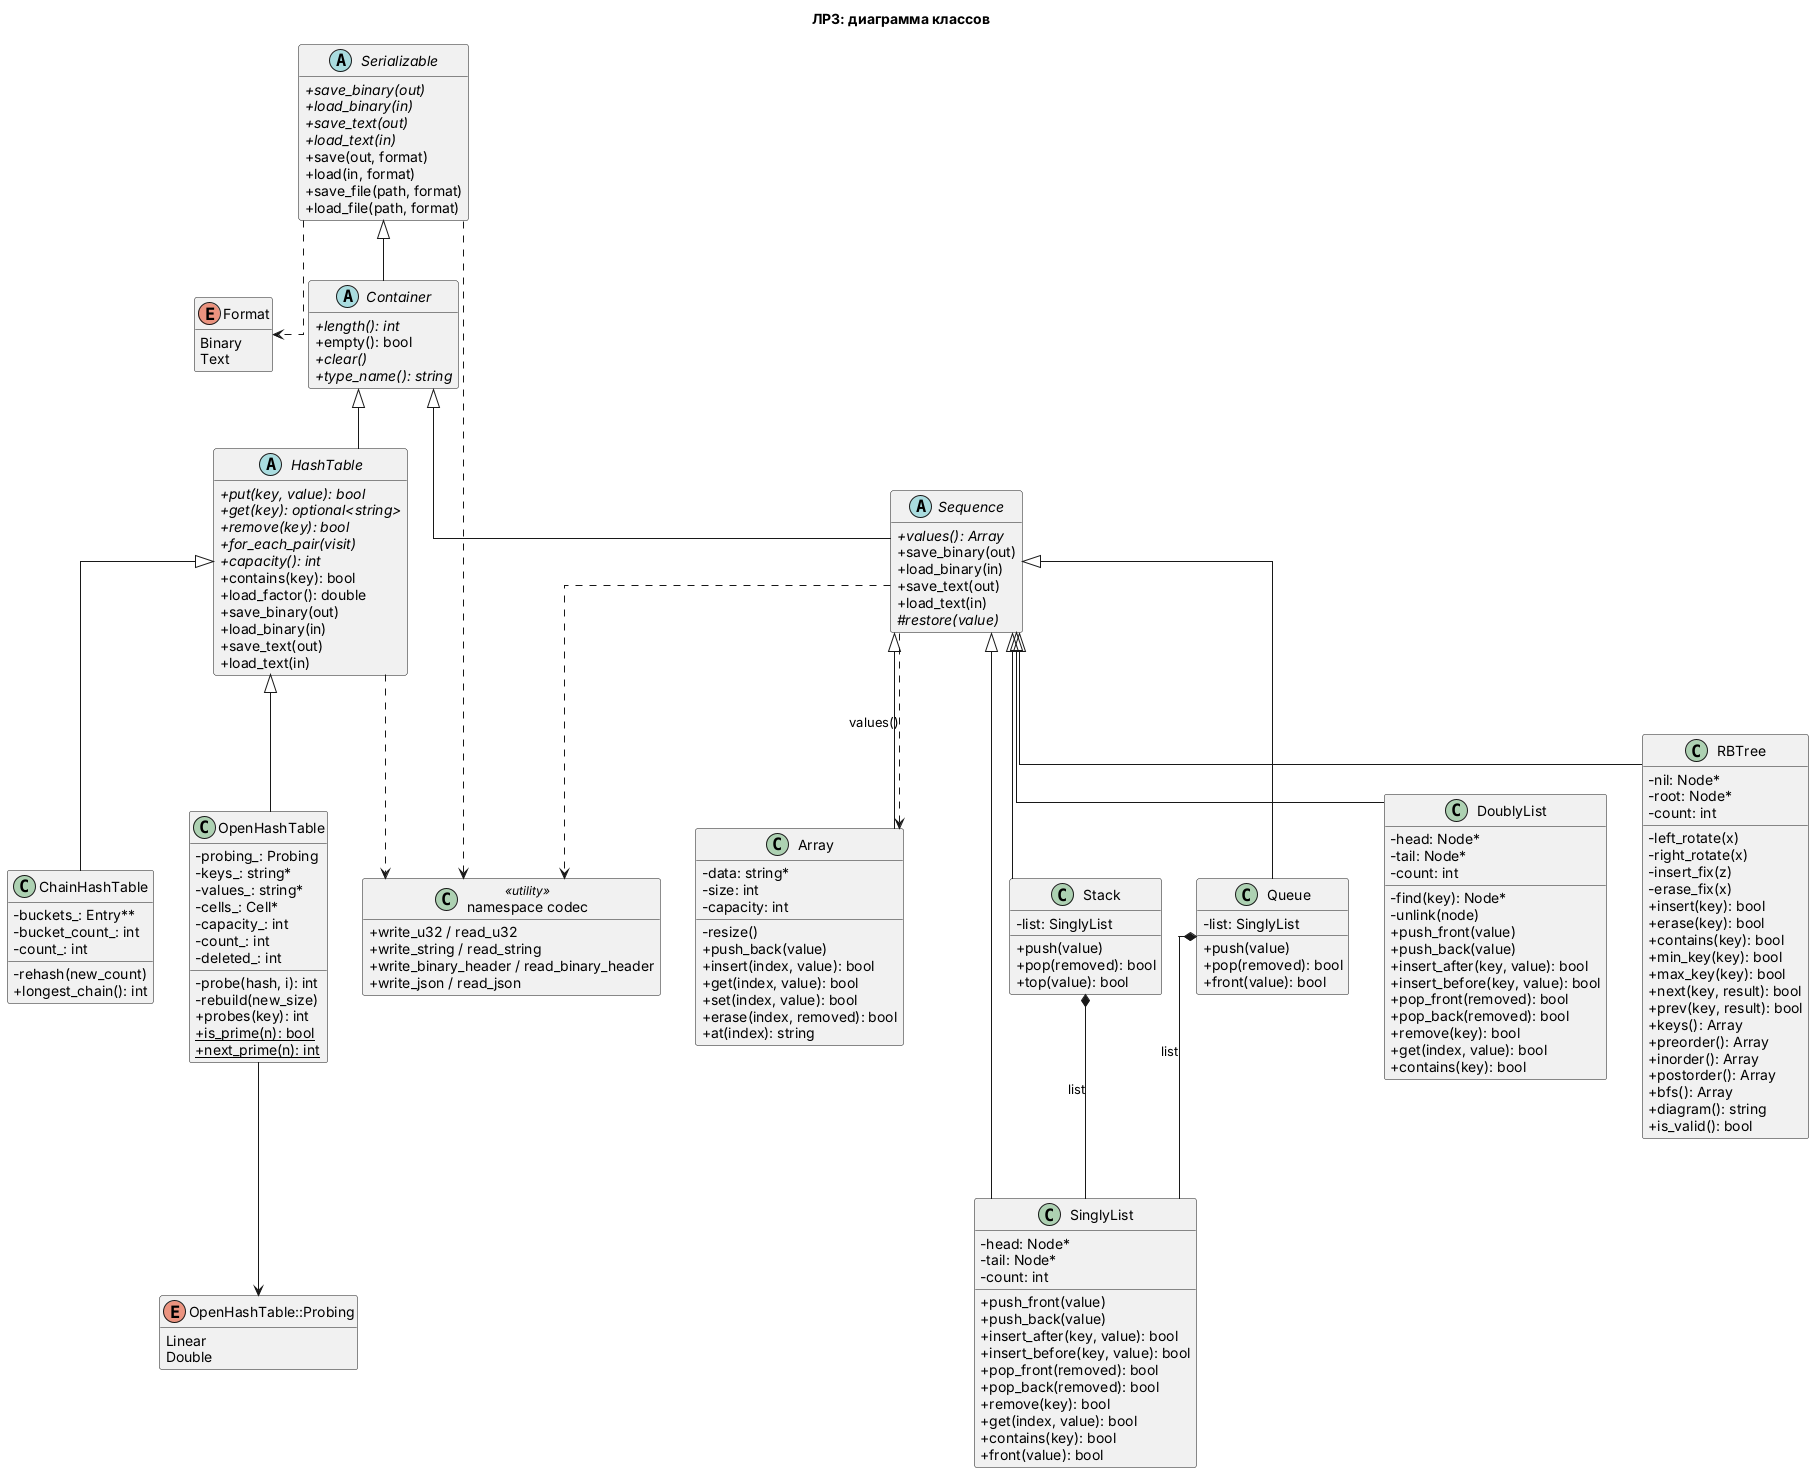 ЛР3: диаграмма классов
A Serializable
+save_binary(out)
+load_binary(in)
+save_text(out)
+load_text(in)
+save(out, format)
+load(in, format)
+save_file(path, format)
+load_file(path, format)
E Format
Binary
Text
A Container
+length(): int
+empty(): bool
+clear()
+type_name(): string
A HashTable
+put(key, value): bool
+get(key): optional<string>
+remove(key): bool
+for_each_pair(visit)
+capacity(): int
+contains(key): bool
+load_factor(): double
+save_binary(out)
+load_binary(in)
+save_text(out)
+load_text(in)
A Sequence
+values(): Array
+save_binary(out)
+load_binary(in)
+save_text(out)
+load_text(in)
#restore(value)
values()
C ChainHashTable
-buckets_: Entry**
-bucket_count_: int
-count_: int
-rehash(new_count)
+longest_chain(): int
C OpenHashTable
-probing_: Probing
-keys_: string*
-values_: string*
-cells_: Cell*
-capacity_: int
-count_: int
-deleted_: int
-probe(hash, i): int
-rebuild(new_size)
+probes(key): int
+is_prime(n): bool
+next_prime(n): int
C «utility»
namespace codec
+write_u32 / read_u32
+write_string / read_string
+write_binary_header / read_binary_header
+write_json / read_json
C Array
-data: string*
-size: int
-capacity: int
-resize()
+push_back(value)
+insert(index, value): bool
+get(index, value): bool
+set(index, value): bool
+erase(index, removed): bool
+at(index): string
C Stack
-list: SinglyList
+push(value)
+pop(removed): bool
+top(value): bool
C Queue
-list: SinglyList
+push(value)
+pop(removed): bool
+front(value): bool
C DoublyList
-head: Node*
-tail: Node*
-count: int
-find(key): Node*
-unlink(node)
+push_front(value)
+push_back(value)
+insert_after(key, value): bool
+insert_before(key, value): bool
+pop_front(removed): bool
+pop_back(removed): bool
+remove(key): bool
+get(index, value): bool
+contains(key): bool
C RBTree
-nil: Node*
-root: Node*
-count: int
-left_rotate(x)
-right_rotate(x)
-insert_fix(z)
-erase_fix(x)
+insert(key): bool
+erase(key): bool
+contains(key): bool
+min_key(key): bool
+max_key(key): bool
+next(key, result): bool
+prev(key, result): bool
+keys(): Array
+preorder(): Array
+inorder(): Array
+postorder(): Array
+bfs(): Array
+diagram(): string
+is_valid(): bool
list
list
E OpenHashTable::Probing
Linear
Double
C SinglyList
-head: Node*
-tail: Node*
-count: int
+push_front(value)
+push_back(value)
+insert_after(key, value): bool
+insert_before(key, value): bool
+pop_front(removed): bool
+pop_back(removed): bool
+remove(key): bool
+get(index, value): bool
+contains(key): bool
+front(value): bool